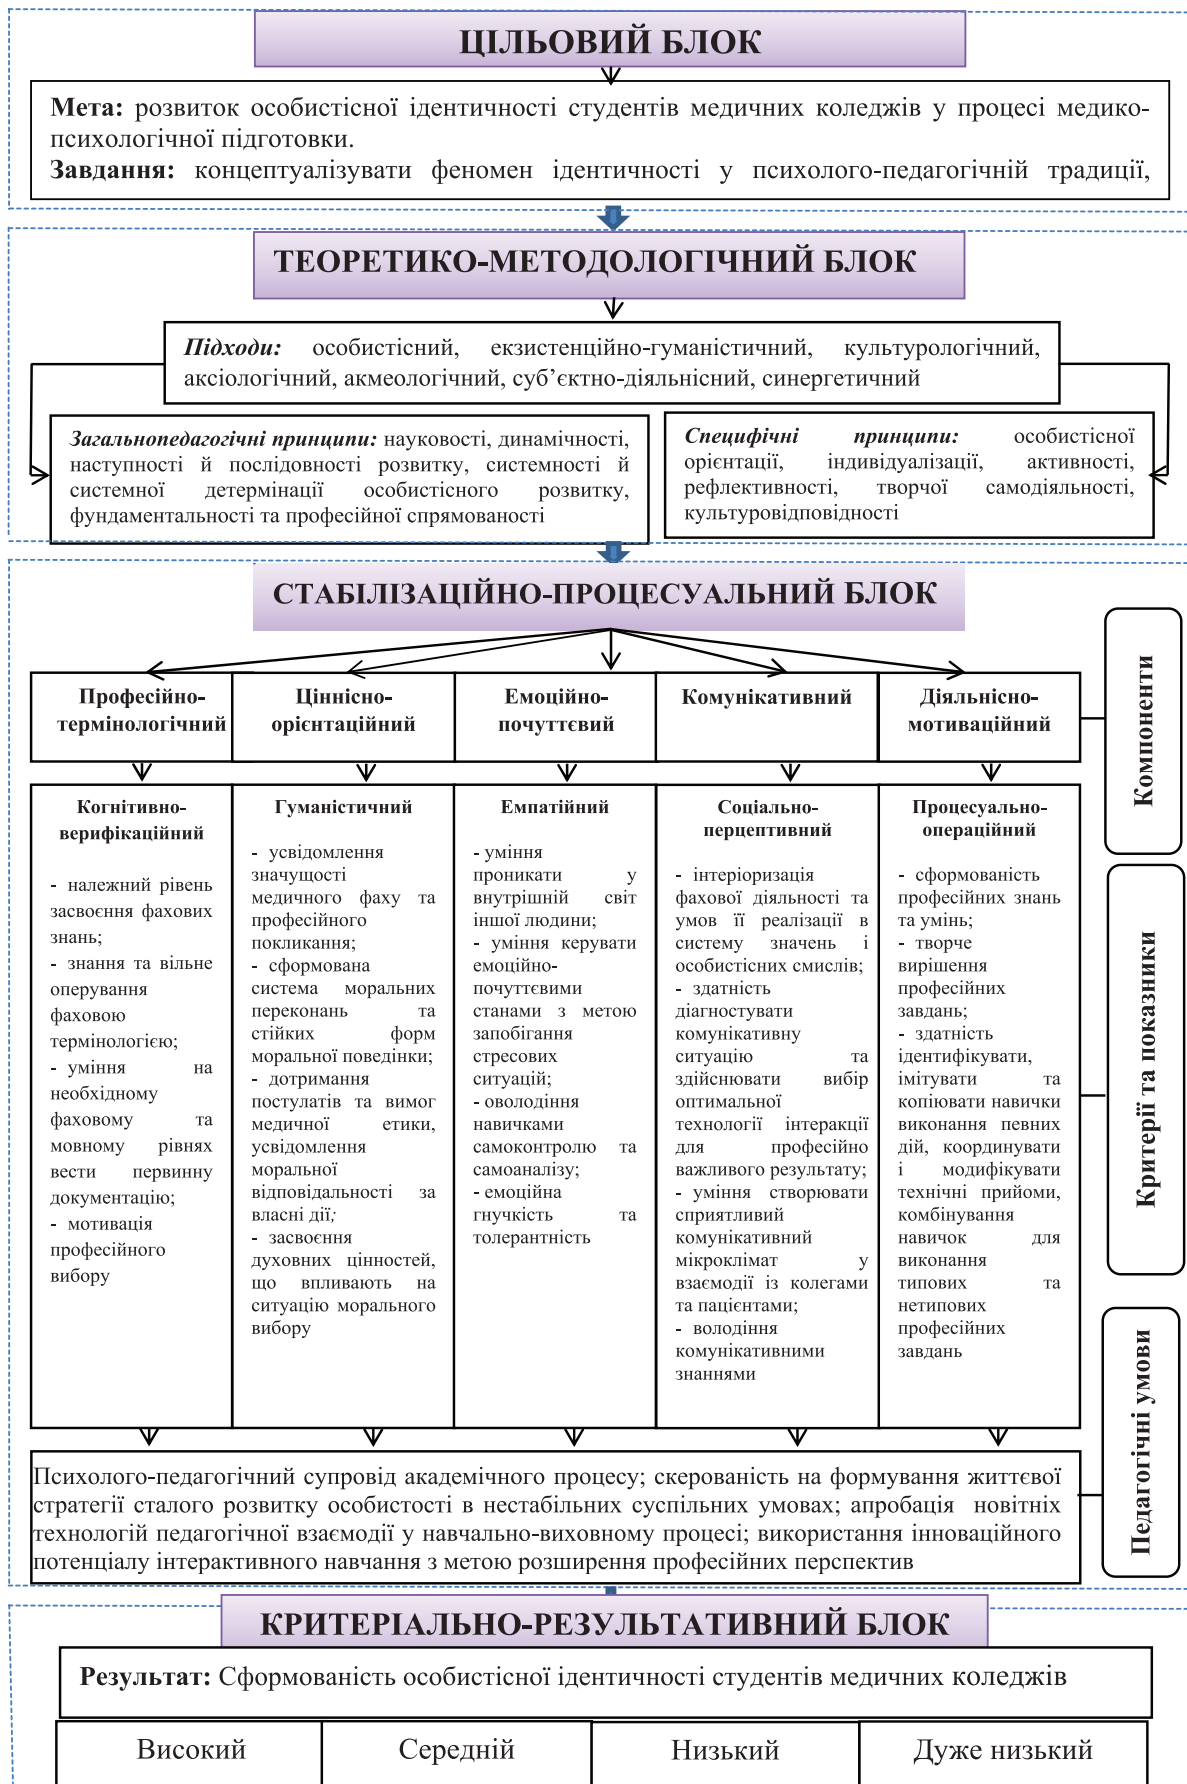 ЦІЛЬОВИЙ БЛОК
Мета: розвиток особистісної ідентичності студентів медичних коледжів у процесі медико-
психологічної підготовки.
Завдання: концептуалізувати феномен ідентичності у психолого-педагогічній традиції,
ТЕОРЕТИКО-МЕТОДОЛОГІЧНИЙ БЛОК
Підходи: особистісний, екзистенційно-гуманістичний, культурологічний,
аксіологічний, акмеологічний, суб’єктно-діяльнісний, синергетичний
Загальнопедагогічні принципи: науковості, динамічності,
наступності й послідовності розвитку, системності й
системної детермінації особистісного розвитку,
фундаментальності та професійної спрямованості
Специфічні принципи: особистісної
орієнтації, індивідуалізації, активності,
рефлективності, творчої самодіяльності,
культуровідповідності
СТАБІЛІЗАЦІЙНО-ПРОЦЕСУАЛЬНИЙ БЛОК
Професійно-
термінологічний
Ціннісно-
орієнтаційний
Емоційно-
почуттєвий
Комунікативний
Діяльнісно-
мотиваційний
Компоненти
Когнітивно-
верифікаційний
- належний рівень
засвоєння фахових
знань;
- знання та вільне
оперування
фаховою
термінологією;
- уміння на
необхідному
фаховому та
мовному рівнях
вести первинну
документацію;
- мотивація
професійного
вибору
Гуманістичний
- усвідомлення
значущості
медичного фаху та
професійного
покликання;
- сформована
система моральних
переконань та
стійких форм
моральної поведінки;
- дотримання
постулатів та вимог
медичної етики,
усвідомлення
моральної
відповідальності за
власні дії;
- засвоєння
духовних цінностей,
що впливають на
ситуацію морального
вибору
Емпатійний
- уміння
проникати у
внутрішній світ
іншої людини;
- уміння керувати
емоційно-
почуттєвими
станами з метою
запобігання
стресових
ситуацій;
- оволодіння
навичками
самоконтролю та
самоаналізу;
- емоційна
гнучкість та
толерантність
Соціально-
перцептивний
- інтеріоризація
фахової діяльності та
умов її реалізації в
систему значень і
особистісних смислів;
- здатність
діагностувати
комунікативну
ситуацію та
здійснювати вибір
оптимальної
технології інтеракції
для професійно
важливого результату;
- уміння створювати
сприятливий
комунікативний
мікроклімат у
взаємодії із колегами
та пацієнтами;
- володіння
комунікативними
знаннями
Процесуально-
операційний
- сформованість
професійних знань
та умінь;
- творче
вирішення
професійних
завдань;
- здатність
ідентифікувати,
імітувати та
копіювати навички
виконання певних
дій, координувати
і модифікувати
технічні прийоми,
комбінування
навичок для
виконання
типових та
нетипових
професійних
завдань
Критерії та показники
Психолого-педагогічний супровід академічного процесу; скерованість на формування життєвої
стратегії сталого розвитку особистості в нестабільних суспільних умовах; апробація новітніх
технологій педагогічної взаємодії у навчально-виховному процесі; використання інноваційного
потенціалу інтерактивного навчання з метою розширення професійних перспектив
Педагогічні умови
КРИТЕРІАЛЬНО-РЕЗУЛЬТАТИВНИЙ БЛОК
Результат: Сформованість особистісної ідентичності студентів медичних коледжів
Високий
Середній
Низький
Дуже низький